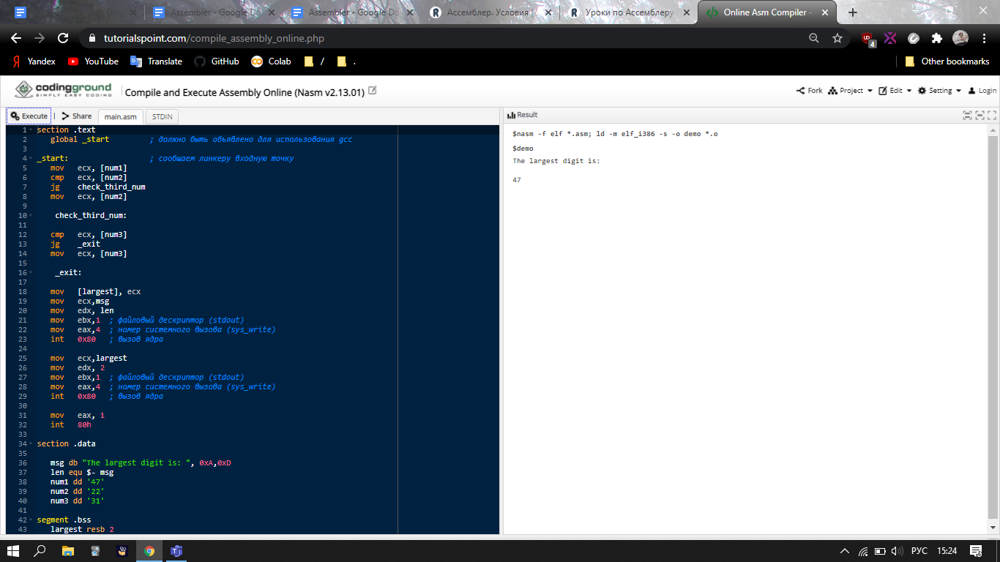 Assembler - Google Do
Assembler - Google Do
Ассемблер. Условия
Уроки по Ассемблеру
Online Asm Compiler -
tutorialspoint.com/compile_assembly_online.php
4
Yandex
YouTube
Translate
GitHub
Colab
/
.
Other bookmarks
codingground
SIMPLY EASY CODING
Compile and Execute Assembly Online (Nasm v2.13.01)
Fork
Project
Edit
Setting
Login
Execute
|
Share
main.asm
STDIN
1 section .text
2 global _start ; должно быть объявлено для использования gcc
3
4 _start: ; сообщаем линкеру входную точку
5 mov ecx, [num1]
6 cmp ecx, [num2]
7 jg check_third_num
8 mov ecx, [num2]
9
10 check_third_num:
11
12 cmp ecx, [num3]
13 jg _exit
14 mov ecx, [num3]
15
16 _exit:
17
18 mov [largest], ecx
19 mov ecx,msg
20 mov edx, len
21 mov ebx,1 ; файловый дескриптор (stdout)
22 mov eax,4 ; номер системного вызова (sys_write)
23 int 0x80 ; вызов ядра
24
25 mov ecx,largest
26 mov edx, 2
27 mov ebx,1 ; файловый дескриптор (stdout)
28 mov eax,4 ; номер системного вызова (sys_write)
29 int 0x80 ; вызов ядра
30
31 mov eax, 1
32 int 80h
33
34 section .data
35
36 msg db "The largest digit is: ", 0xA,0xD
37 len equ $- msg
38 num1 dd '47'
39 num2 dd '22'
40 num3 dd '31'
41
42 segment .bss
43 largest resb 2
Result
$nasm -f elf *.asm; ld -m elf_i386 -s -o demo *.o
$demo
The largest digit is:
47
РУС
15:24